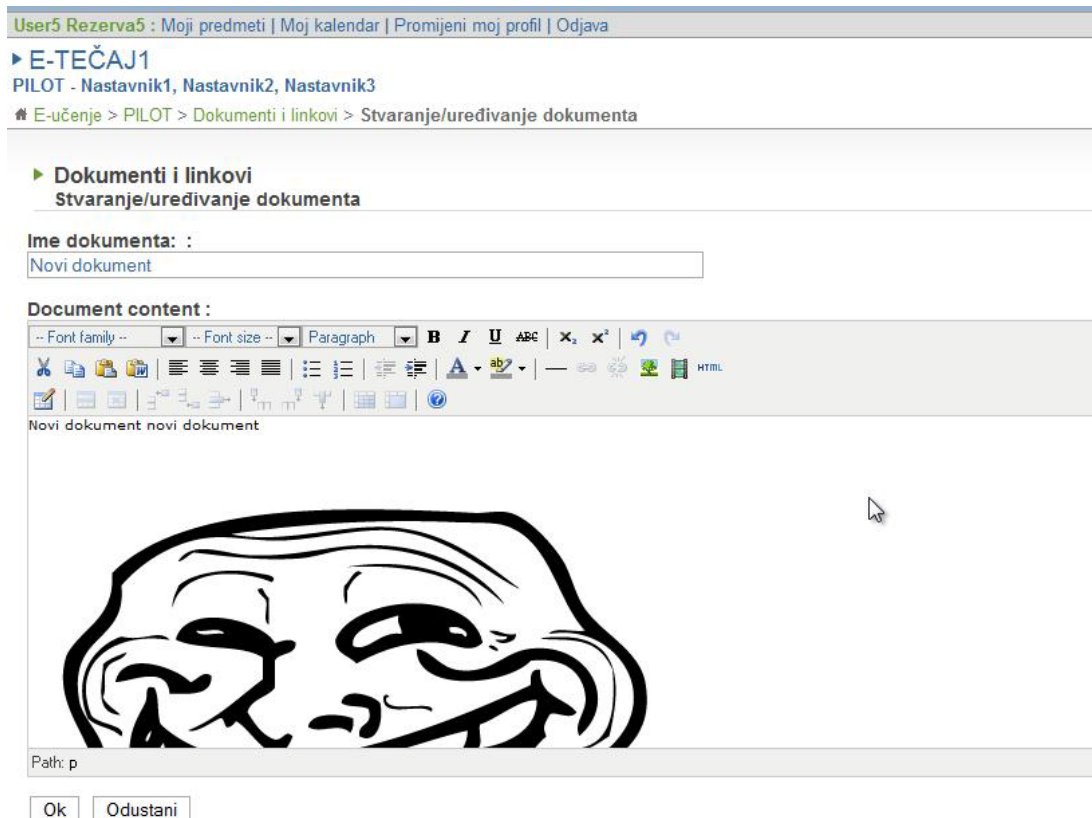 User5 Rezerva5 : Moji predmeti | Moj kalendar | Promijeni moj profil | Odjava
E-TEČAJ1
PILOT - Nastavnik1, Nastavnik2, Nastavnik3
E-učenje > PILOT > Dokumenti i linkovi > Stvaranje/uređivanje dokumenta
Dokumenti i linkovi
Stvaranje/uređivanje dokumenta
Ime dokumenta: :
Novi dokument
Document content :
-- Font family -- -- Font size -- Paragraph B I U ABC x₂ x²
A ab HTML
Novi dokument novi dokument
Path: p
Ok Odustani